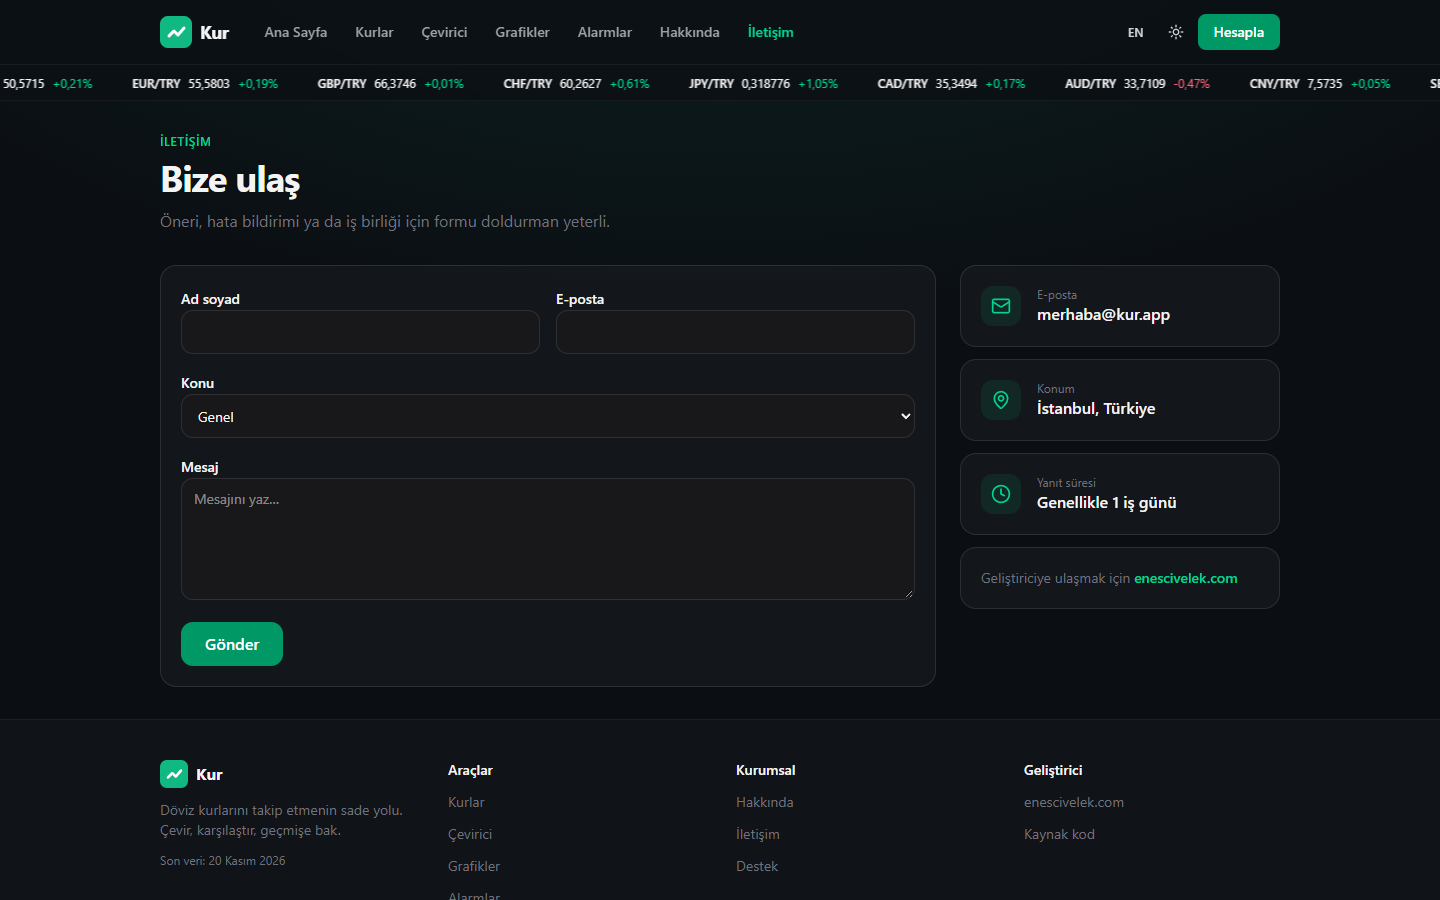 Kur
Ana Sayfa Kurlar Çevirici Grafikler Alarmlar Hakkında İletişim
EN Hesapla
50,5715 +0,21% EUR/TRY 55,5803 +0,19% GBP/TRY 66,3746 +0,01% CHF/TRY 60,2627 +0,61% JPY/TRY 0,318776 +1,05% CAD/TRY 35,3494 +0,17% AUD/TRY 33,7109 -0,47% CNY/TRY 7,5735 +0,05%
İLETİŞİM
Bize ulaş
Öneri, hata bildirimi ya da iş birliği için formu doldurman yeterli.
Ad soyad
E-posta
Konu
Genel
Mesaj
Mesajını yaz...
Gönder
E-posta
merhaba@kur.app
Konum
İstanbul, Türkiye
Yanıt süresi
Genellikle 1 iş günü
Geliştiriciye ulaşmak için enescivelek.com
Kur
Döviz kurlarını takip etmenin sade yolu.
Çevir, karşılaştır, geçmişe bak.
Son veri: 20 Kasım 2026
Araçlar
Kurlar
Çevirici
Grafikler
Alarmlar
Kurumsal
Hakkında
İletişim
Destek
Geliştirici
enescivelek.com
Kaynak kod